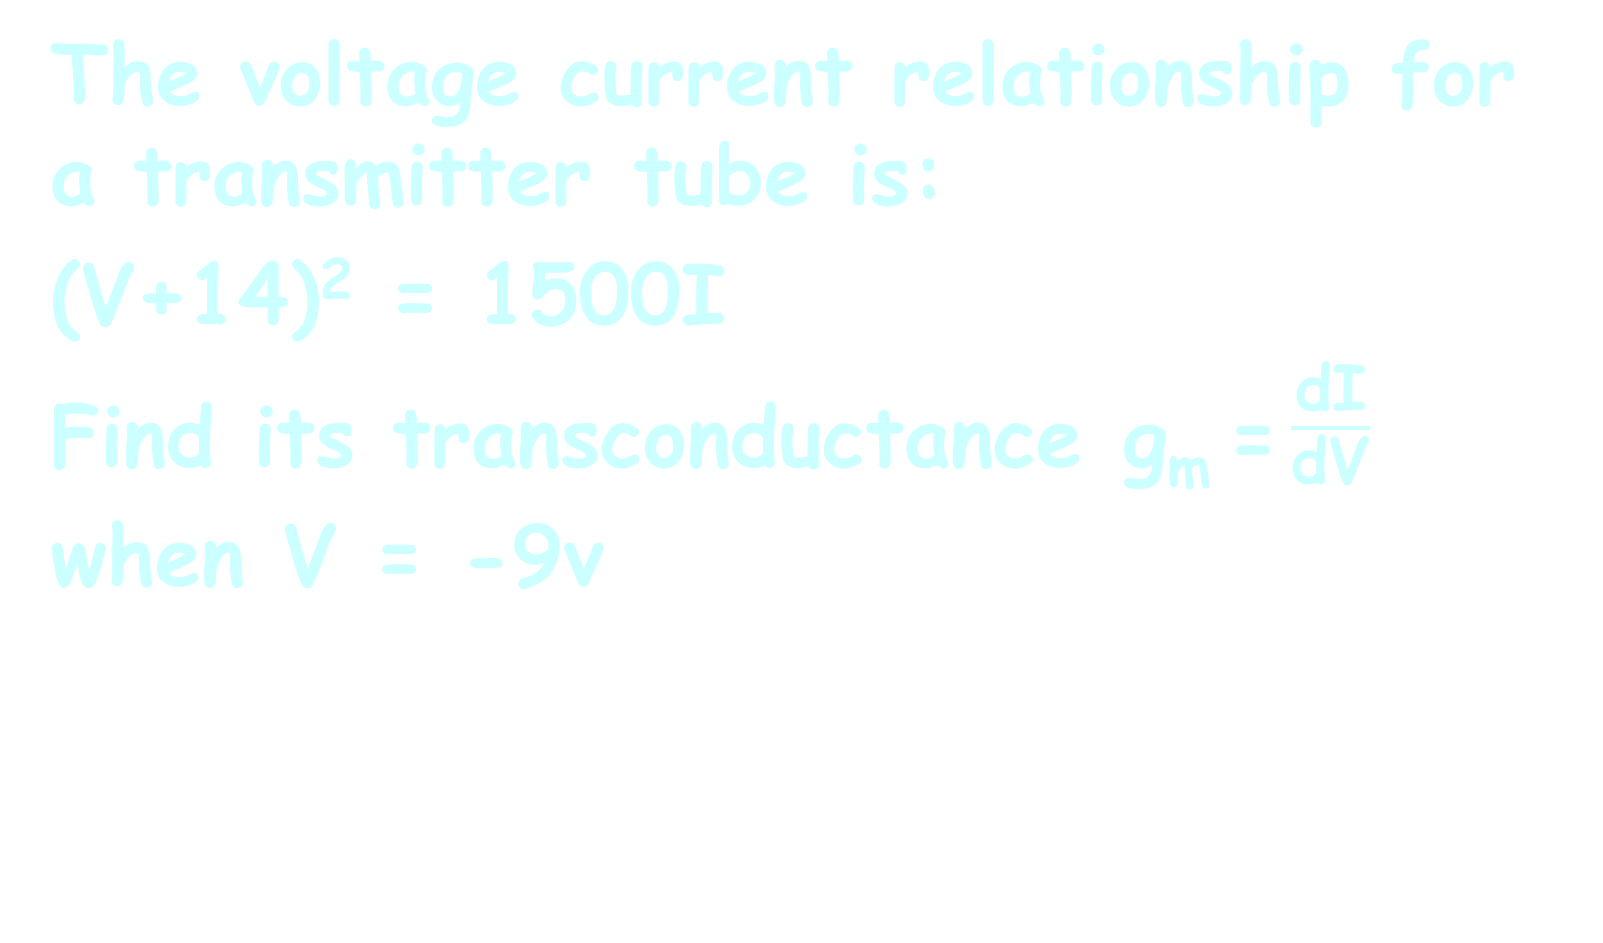 The voltage current relationship for
a transmitter tube is:
(V+14)² = 1500I
Find its transconductance gₘ = dI/dV
when V = -9v